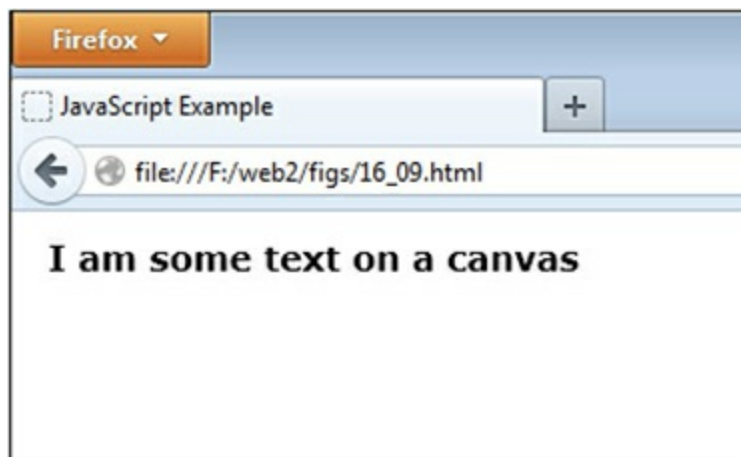 Firefox
JavaScript Example
+
file:///F:/web2/figs/16_09.html
I am some text on a canvas